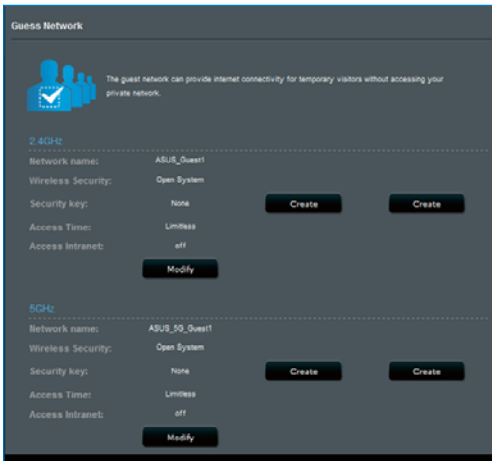 Guess Network
The guest network can provide internet connectivity for temporary visitors without accessing your
private network.
2.4GHz
Network name: ASUS_Guest1
Wireless Security: Open System
Security key: None Create Create
Access Time: Limitless
Access Intranet: off
Modify
5GHz
Network name: ASUS_5G_Guest1
Wireless Security: Open System
Security key: None Create Create
Access Time: Limitless
Access Intranet: off
Modify